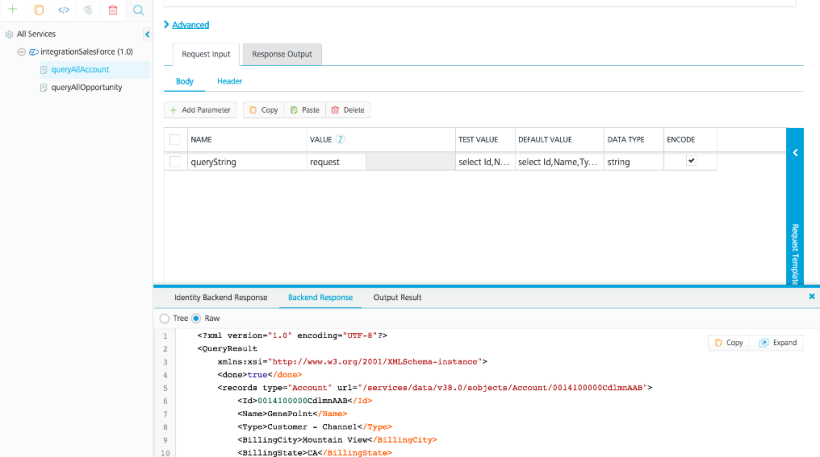 All Services
integrationSalesForce (1.0)
queryAllAccount
queryAllOpportunity
Advanced
Request Input Response Output
Body Header
Add Parameter Copy Paste Delete
NAME VALUE ? TEST VALUE DEFAULT VALUE DATA TYPE ENCODE
queryString request select Id,N... select Id,Name,Ty... string
Request Template
Identity Backend Response Backend Response Output Result
Tree Raw
Copy Expand
1 <?xml version="1.0" encoding="UTF-8"?>
2 <QueryResult
3 xmlns:xsi="http://www.w3.org/2001/XMLSchema-instance">
4 <done>true</done>
5 <records type="Account" url="/services/data/v38.0/sobjects/Account/0014100000CdlmnAAB">
6 <Id>0014100000CdlmnAAB</Id>
7 <Name>GenePoint</Name>
8 <Type>Customer - Channel</Type>
9 <BillingCity>Mountain View</BillingCity>
10 <BillingState>CA</BillingState>